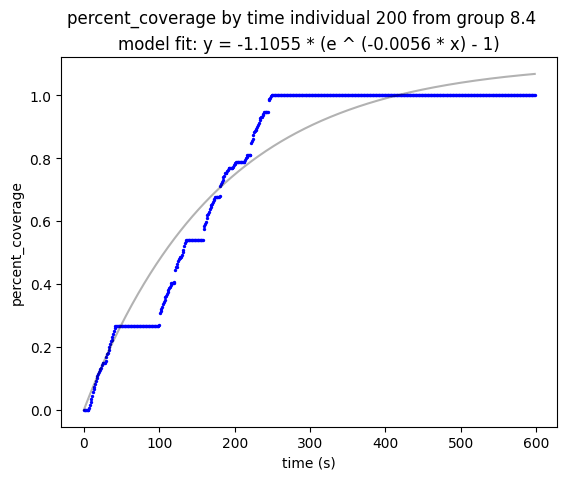 percent_coverage by time individual 200 from group 8.4
model fit: y = -1.1055 * (e ^ (-0.0056 * x) - 1)
1.0
0.8
0.6
0.4
0.2
0.0
percent_coverage
0 100 200 300 400 500 600
time (s)